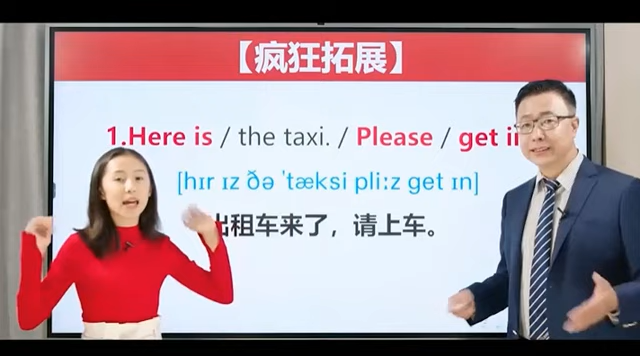 【疯狂拓展】
1.Here is / the taxi. / Please / get
[hɪr ɪz ðə ˈtæksi pliːz get ɪn]
出租车来了，请上车。